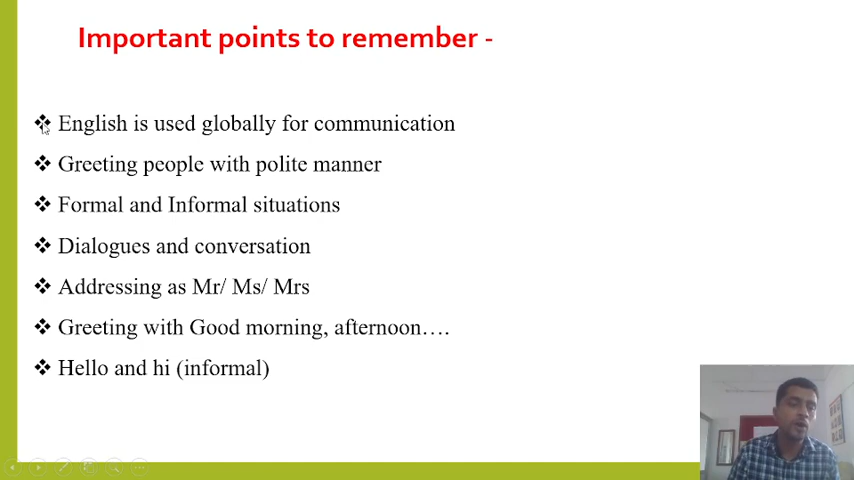 Important points to remember -
❖ English is used globally for communication
❖ Greeting people with polite manner
❖ Formal and Informal situations
❖ Dialogues and conversation
❖ Addressing as Mr/ Ms/ Mrs
❖ Greeting with Good morning, afternoon….
❖ Hello and hi (informal)